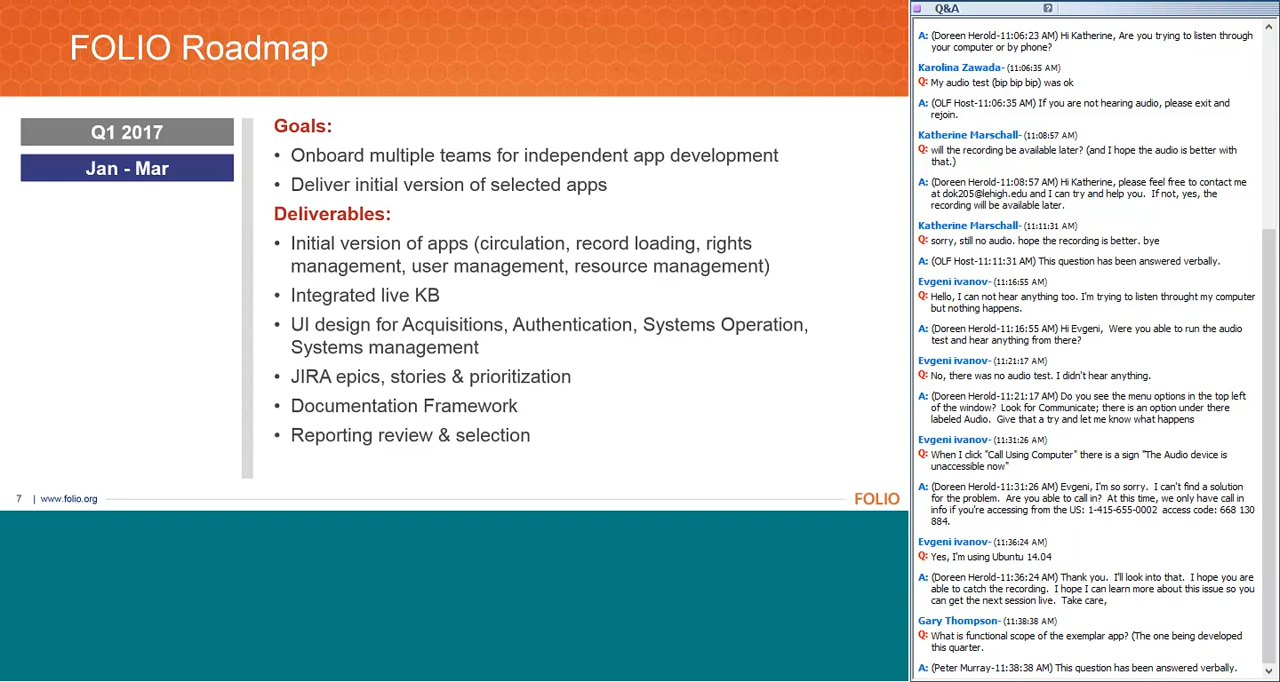 FOLIO Roadmap
Q1 2017
Jan - Mar
Goals:
• Onboard multiple teams for independent app development
• Deliver initial version of selected apps
Deliverables:
• Initial version of apps (circulation, record loading, rights
management, user management, resource management)
• Integrated live KB
• UI design for Acquisitions, Authentication, Systems Operation,
Systems management
• JIRA epics, stories & prioritization
• Documentation Framework
• Reporting review & selection
7 | www.folio.org
FOLIO
Q&A
A: (Doreen Herold-11:06:23 AM) Hi Katherine, Are you trying to listen through
your computer or by phone?
Karolina Zawada- (11:06:35 AM)
Q: My audio test (bip bip bip) was ok
A: (OLF Host-11:06:35 AM) If you are not hearing audio, please exit and
rejoin.
Katherine Marschall- (11:08:57 AM)
Q: will the recording be available later? (and I hope the audio is better with
that.)
A: (Doreen Herold-11:08:57 AM) Hi Katherine, please feel free to contact me
at dok205@lehigh.edu and I can try and help you. If not, yes, the
recording will be available later.
Katherine Marschall- (11:11:31 AM)
Q: sorry, still no audio. hope the recording is better. bye
A: (OLF Host-11:11:31 AM) This question has been answered verbally.
Evgeni ivanov- (11:16:55 AM)
Q: Hello, I can not hear anything too. I'm trying to listen throught my computer
but nothing happens.
A: (Doreen Herold-11:16:55 AM) Hi Evgeni, Were you able to run the audio
test and hear anything from there?
Evgeni ivanov- (11:21:17 AM)
Q: No, there was no audio test. I didn't hear anything.
A: (Doreen Herold-11:21:17 AM) Do you see the menu options in the top left
of the window? Look for Communicate; there is an option under there
labeled Audio. Give that a try and let me know what happens
Evgeni ivanov- (11:31:26 AM)
Q: When I click "Call Using Computer" there is a sign "The Audio device is
unaccessible now"
A: (Doreen Herold-11:31:26 AM) Evgeni, I'm so sorry. I can't find a solution
for the problem. Are you able to call in? At this time, we only have call in
info if you're accessing from the US: 1-415-655-0002 access code: 668 130
884.
Evgeni ivanov- (11:36:24 AM)
Q: Yes, I'm using Ubuntu 14.04
A: (Doreen Herold-11:36:24 AM) Thank you. I'll look into that. I hope you are
able to catch the recording. I hope I can learn more about this issue so you
can get the next session live. Take care,
Gary Thompson- (11:38:38 AM)
Q: What is functional scope of the exemplar app? (The one being developed
this quarter.
A: (Peter Murray-11:38:38 AM) This question has been answered verbally.